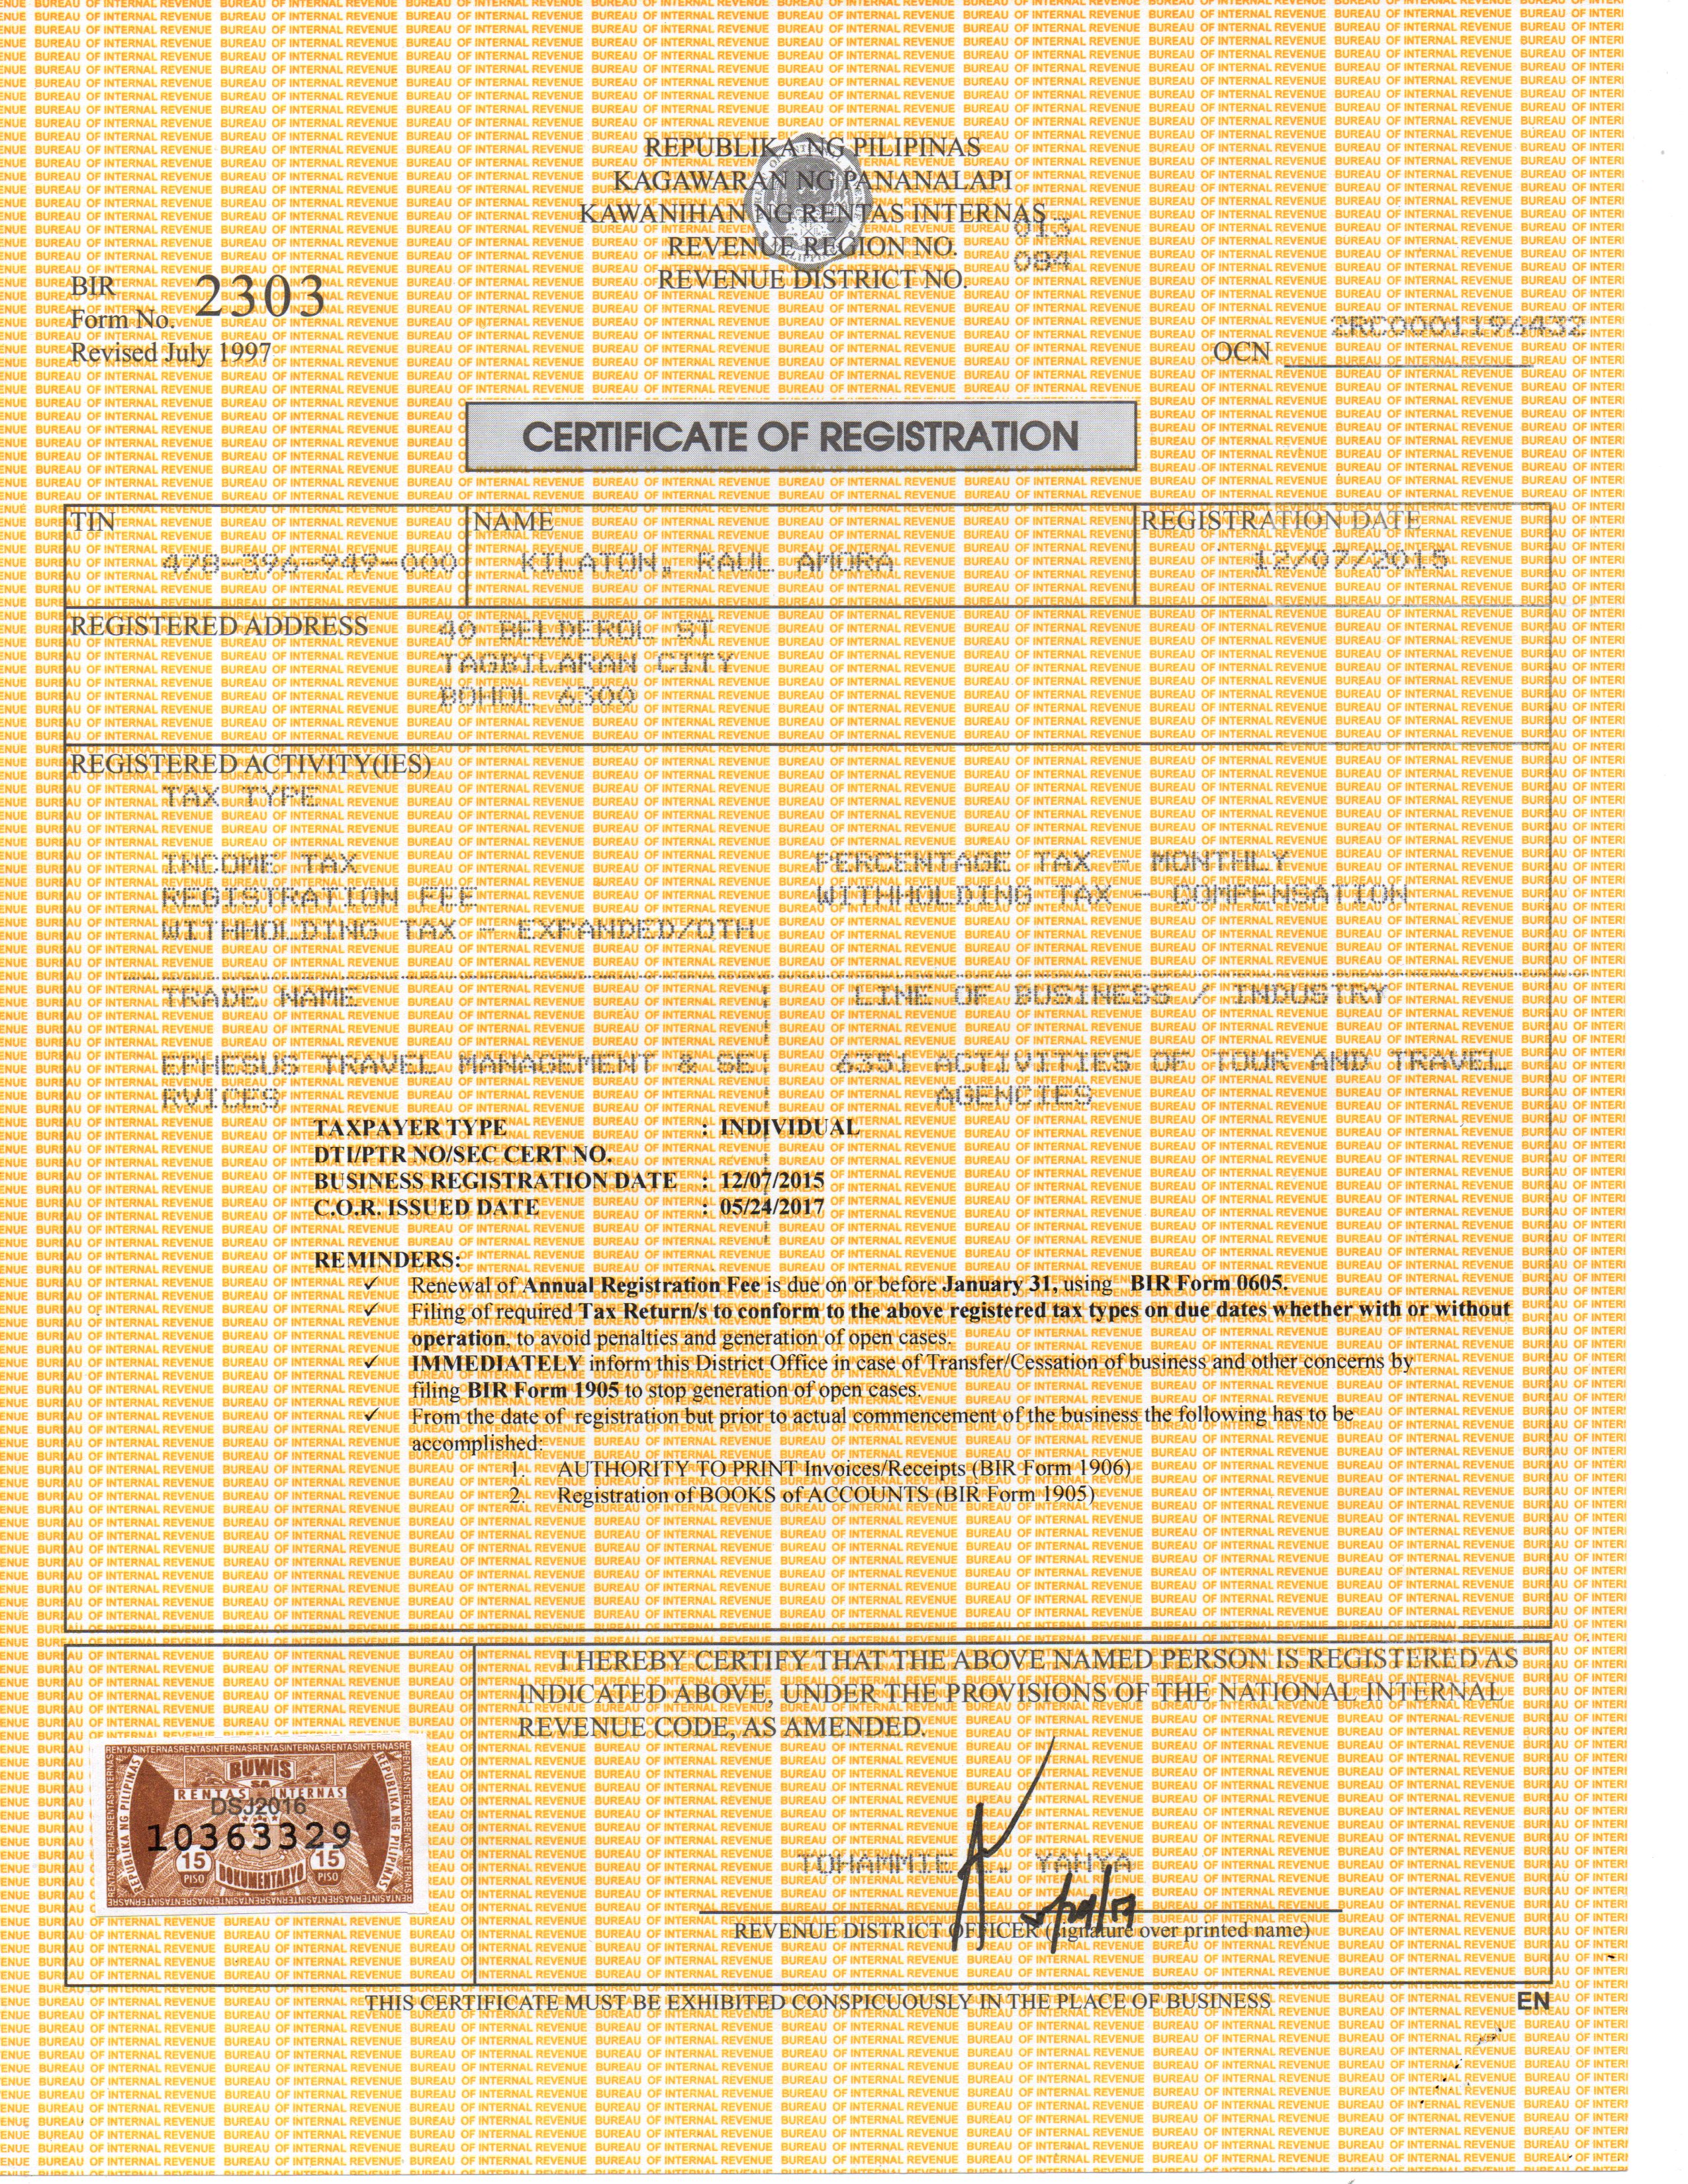 REPUBLIKA NG PILIPINAS
KAGAWARAN NG PANANALAPI
KAWANIHAN NG RENTAS INTERNAS
REVENUE REGION NO. 013
REVENUE DISTRICT NO. 084
BIR
Form No. 2303
Revised July 1997
2RC0001196432
OCN
CERTIFICATE OF REGISTRATION
TIN NAME REGISTRATION DATE
478-396-949-000 KILATON, RAUL AMORA 12/07/2015
REGISTERED ADDRESS 40 BELDEROL ST
TAGBILARAN CITY
BOHOL 6300
REGISTERED ACTIVITY(IES)
TAX TYPE
INCOME TAX PERCENTAGE TAX - MONTHLY
REGISTRATION FEE WITHHOLDING TAX - COMPENSATION
WITHHOLDING TAX - EXPANDED/OTH
TRADE NAME LINE OF BUSINESS / INDUSTRY
EPHESUS TRAVEL MANAGEMENT & SE 6351 ACTIVITIES OF TOUR AND TRAVEL
RVICES AGENCIES
TAXPAYER TYPE : INDIVIDUAL
DTI/PTR NO/SEC CERT NO.
BUSINESS REGISTRATION DATE : 12/07/2015
C.O.R. ISSUED DATE : 05/24/2017
REMINDERS:
✓ Renewal of Annual Registration Fee is due on or before January 31, using BIR Form 0605.
✓ Filing of required Tax Return/s to conform to the above registered tax types on due dates whether with or without
operation, to avoid penalties and generation of open cases.
✓ IMMEDIATELY inform this District Office in case of Transfer/Cessation of business and other concerns by
filing BIR Form 1905 to stop generation of open cases.
✓ From the date of registration but prior to actual commencement of the business the following has to be
accomplished:
1. AUTHORITY TO PRINT Invoices/Receipts (BIR Form 1906)
2. Registration of BOOKS of ACCOUNTS (BIR Form 1905)
I HEREBY CERTIFY THAT THE ABOVE NAMED PERSON IS REGISTERED AS
INDICATED ABOVE, UNDER THE PROVISIONS OF THE NATIONAL INTERNAL
REVENUE CODE, AS AMENDED.
REPUBLIKA NG PILIPINAS
BUWIS
SA
RENTAS INTERNAS
DSJ2016
10363329
15 15
PISO DOKUMENTARYO PISO
REPUBLIKA NG PILIPINAS
TOHAMMIE YAHYA
5/24/17
REVENUE DISTRICT OFFICER (signature over printed name)
THIS CERTIFICATE MUST BE EXHIBITED CONSPICUOUSLY IN THE PLACE OF BUSINESS
EN